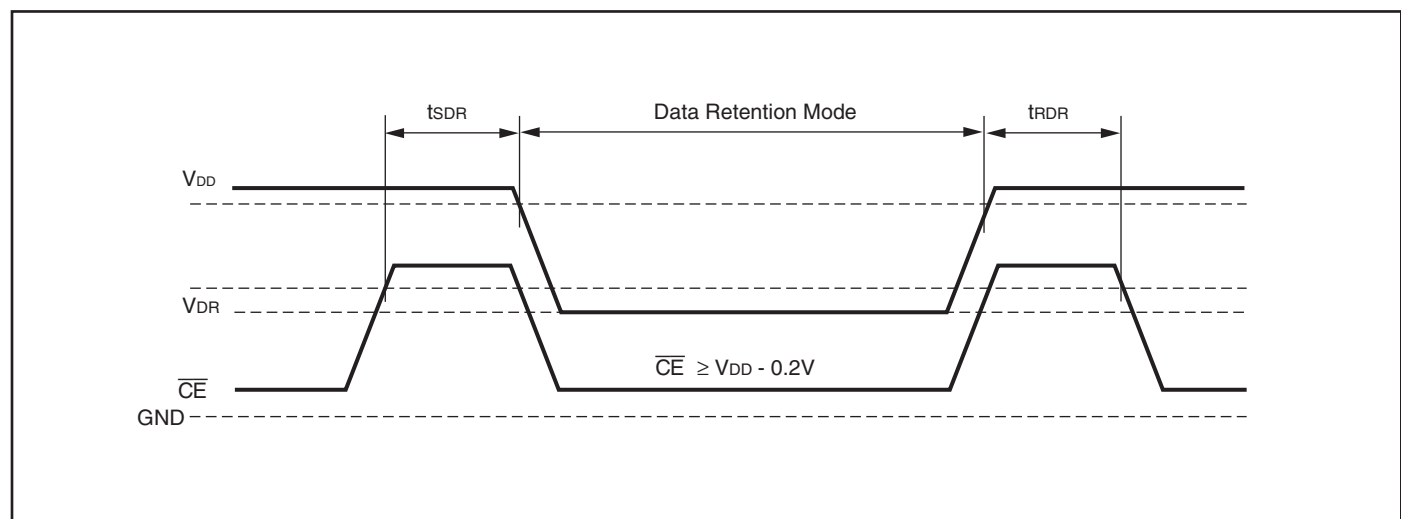 tSDR Data Retention Mode tRDR
VDD
VDR
CE ≥ VDD - 0.2V
CE
GND